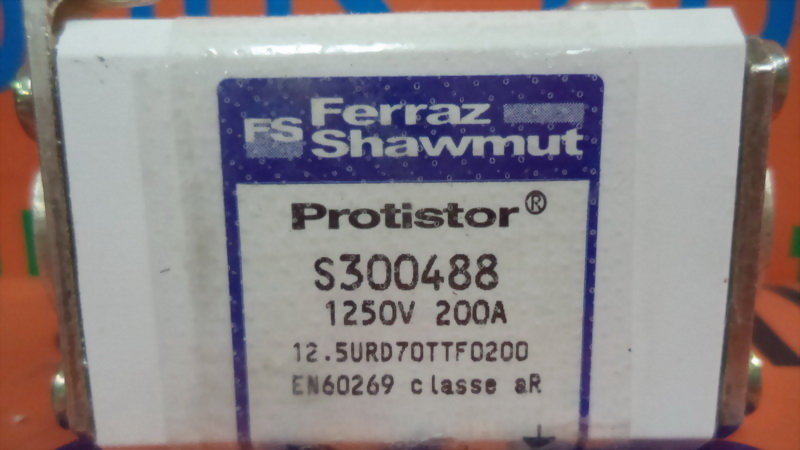 FS Ferraz
Shawmut
Protistor®
S300488
1250V 200A
12.5URD70TTF0200
EN60269 classe aR